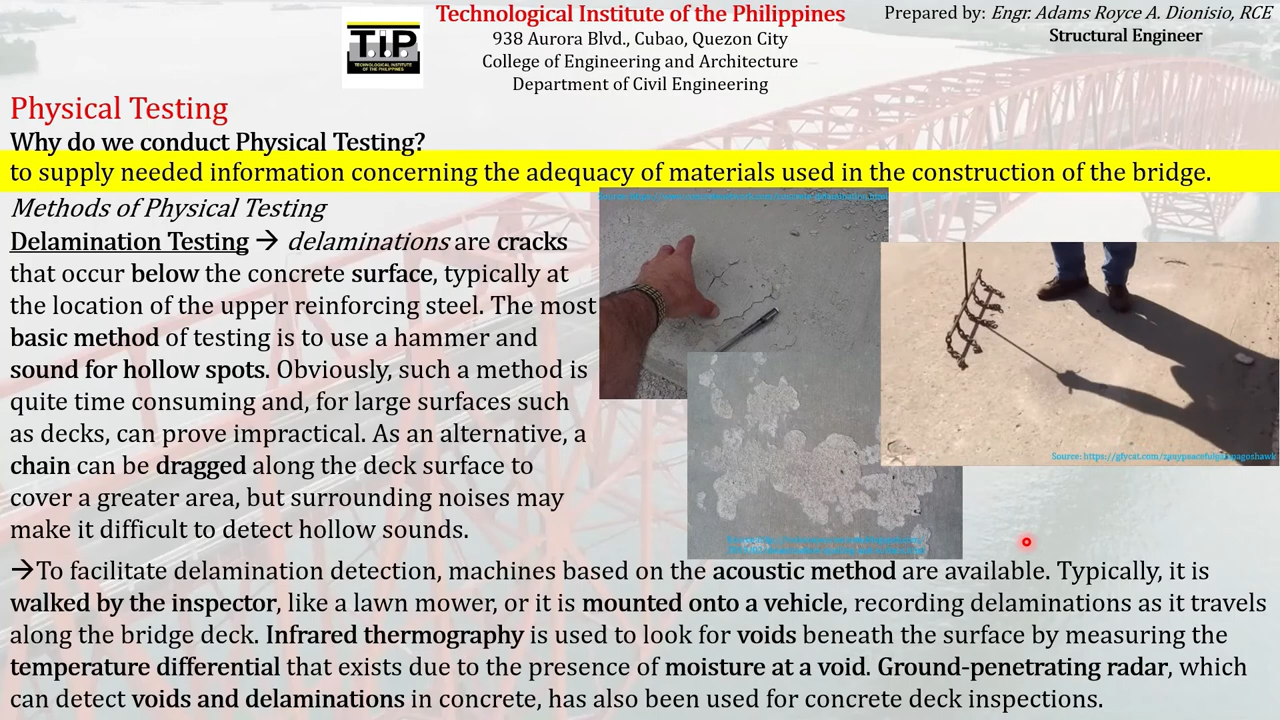 Technological Institute of the Philippines
938 Aurora Blvd., Cubao, Quezon City
College of Engineering and Architecture
Department of Civil Engineering
Prepared by: Engr. Adams Royce A. Dionisio, RCE
Structural Engineer
T.I.P
TECHNOLOGICAL INSTITUTE
OF THE PHILIPPINES
Physical Testing
Why do we conduct Physical Testing?
to supply needed information concerning the adequacy of materials used in the construction of the bridge.
Methods of Physical Testing
Delamination Testing → delaminations are cracks
that occur below the concrete surface, typically at
the location of the upper reinforcing steel. The most
basic method of testing is to use a hammer and
sound for hollow spots. Obviously, such a method is
quite time consuming and, for large surfaces such
as decks, can prove impractical. As an alternative, a
chain can be dragged along the deck surface to
cover a greater area, but surrounding noises may
make it difficult to detect hollow sounds.
Source: https://gfycat.com/
→To facilitate delamination detection, machines based on the acoustic method are available. Typically, it is
walked by the inspector, like a lawn mower, or it is mounted onto a vehicle, recording delaminations as it travels
along the bridge deck. Infrared thermography is used to look for voids beneath the surface by measuring the
temperature differential that exists due to the presence of moisture at a void. Ground-penetrating radar, which
can detect voids and delaminations in concrete, has also been used for concrete deck inspections.